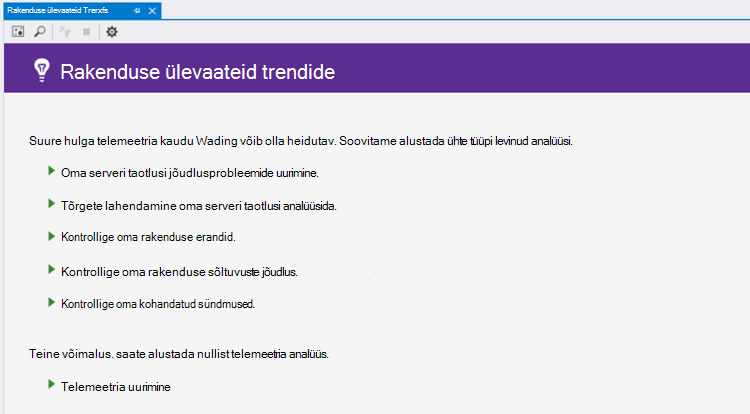 Rakenduse ülevaateid Trerxfs
Rakenduse ülevaateid trendide
Suure hulga telemeetria kaudu Wading võib olla heidutav. Soovitame alustada ühte tüüpi levinud analüüsi.
Oma serveri taotlusi jõudlusprobleemide uurimine.
Tõrgete lahendamine oma serveri taotlusi analüüsida.
Kontrollige oma rakenduse erandid.
Kontrollige oma rakenduse sõltuvuste jõudlus.
Kontrollige oma kohandatud sündmused.
Teine võimalus. saate alustada nullist telemeetria analüüs.
Telemeetria uurimine